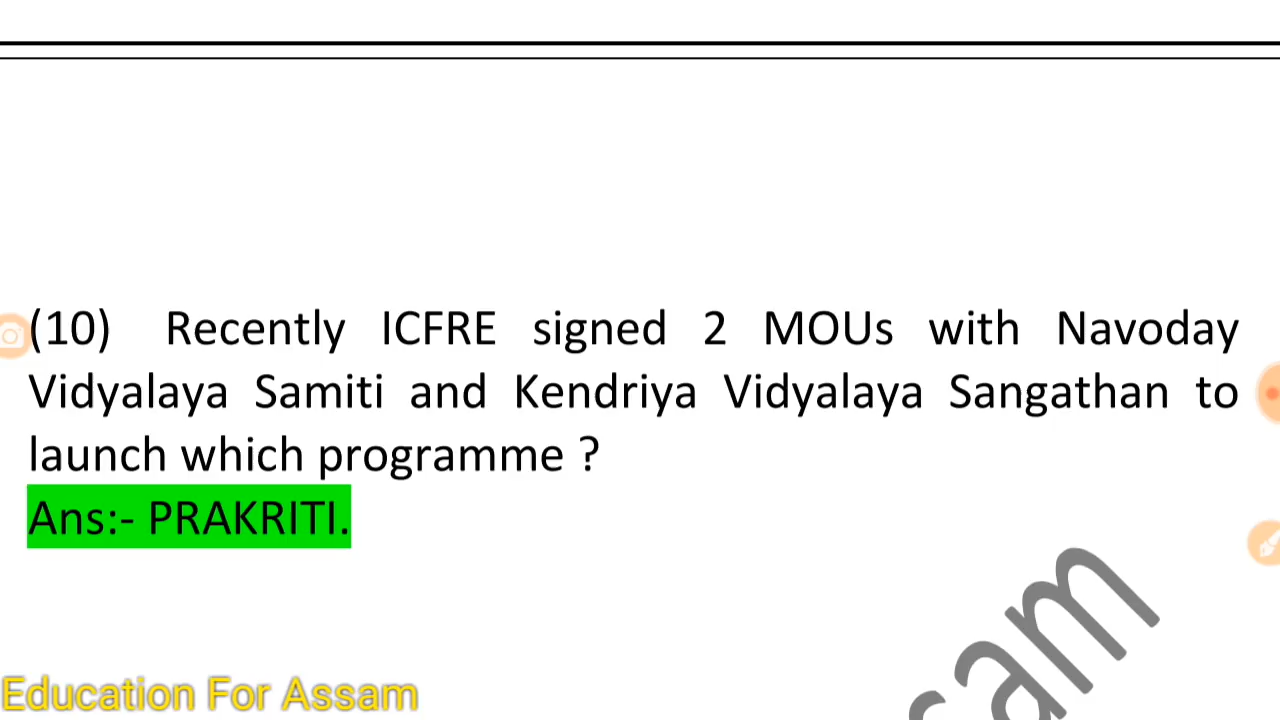 (10) Recently ICFRE signed 2 MOUs with Navoday
Vidyalaya Samiti and Kendriya Vidyalaya Sangathan to
launch which programme ?
Ans:- PRAKRITI.
Education For Assam